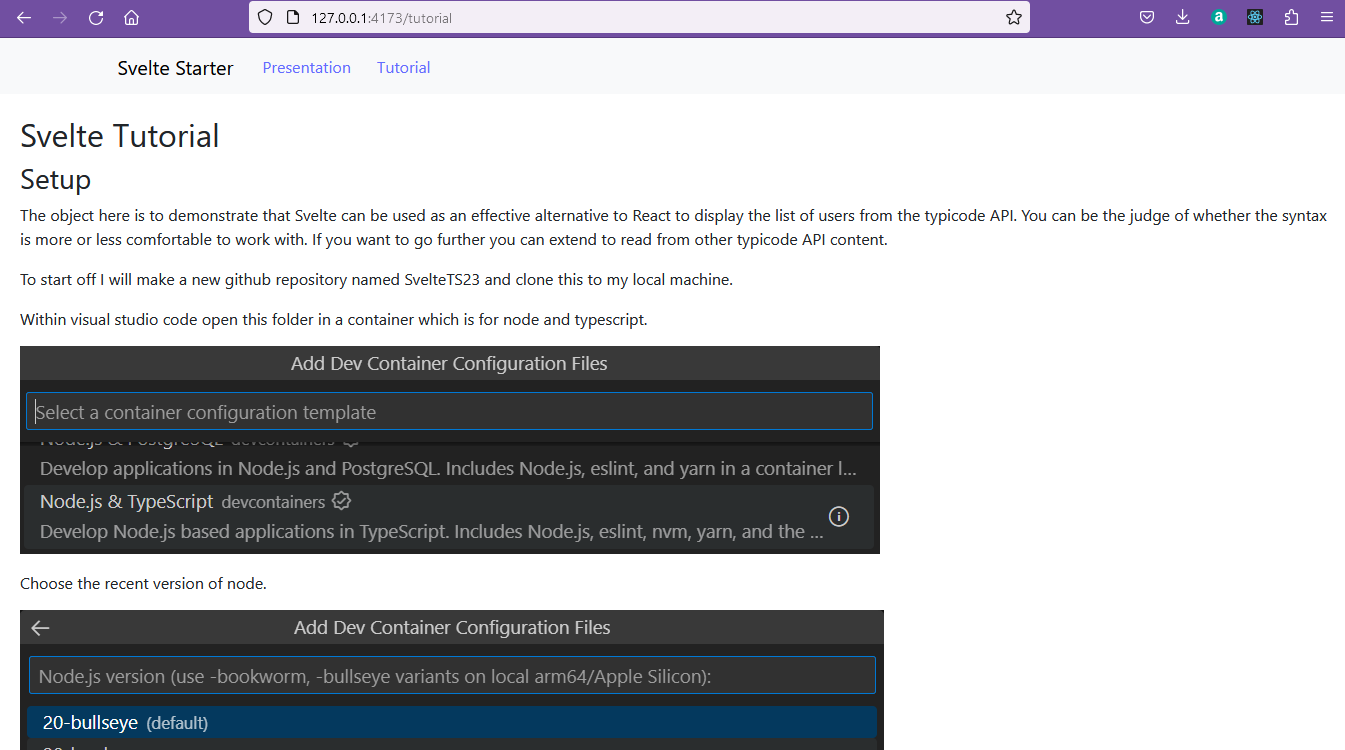 127.0.0.1:4173/tutorial
Svelte Starter Presentation Tutorial
Svelte Tutorial
Setup
The object here is to demonstrate that Svelte can be used as an effective alternative to React to display the list of users from the typicode API. You can be the judge of whether the syntax
is more or less comfortable to work with. If you want to go further you can extend to read from other typicode API content.
To start off I will make a new github repository named SvelteTS23 and clone this to my local machine.
Within visual studio code open this folder in a container which is for node and typescript.
Add Dev Container Configuration Files
Select a container configuration template
Node.js & PostgreSQL devcontainers
Develop applications in Node.js and PostgreSQL. Includes Node.js, eslint, and yarn in a container l...
Node.js & TypeScript devcontainers
Develop Node.js based applications in TypeScript. Includes Node.js, eslint, nvm, yarn, and the ...
Choose the recent version of node.
Add Dev Container Configuration Files
Node.js version (use -bookworm, -bullseye variants on local arm64/Apple Silicon):
20-bullseye (default)